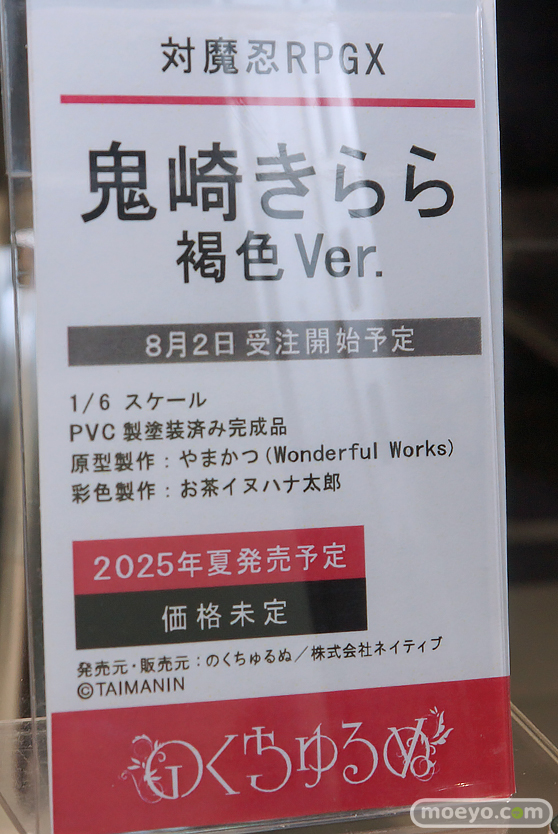 対魔忍RPGX
鬼崎きらら
褐色Ver.
8月2日 受注開始予定
1/6 スケール
PVC製塗装済み完成品
原型製作：やまかつ(Wonderful Works)
彩色製作：お茶イヌハナ太郎
2025年夏発売予定
価格未定
発売元・販売元：のくちゅるぬ／株式会社ネイティブ
©TAIMANIN
のくちゅるぬ
moeyo.com